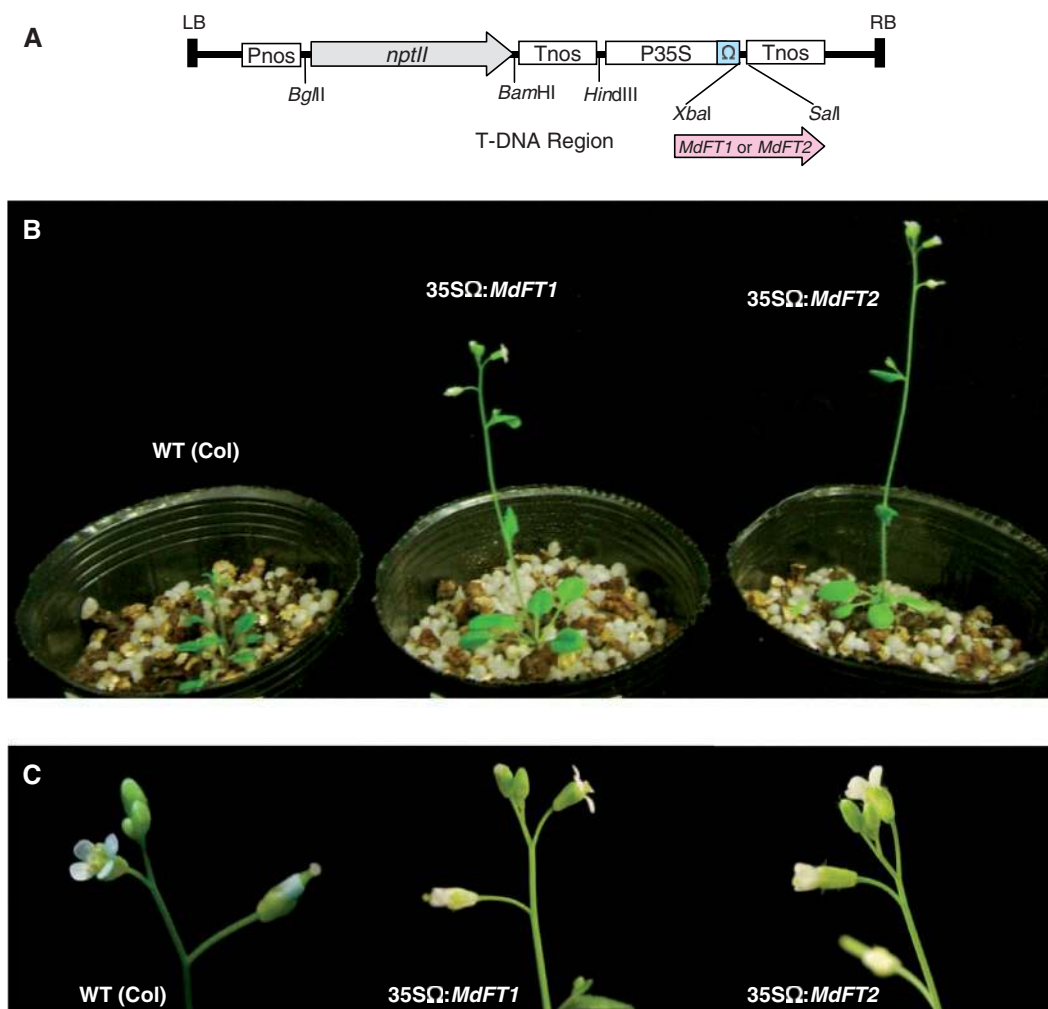 A
LB
RB
Pnos
nptII
Tnos
P35S
Ω
Tnos
BglII
BamHI
HindIII
XbaI
SalI
T-DNA Region
MdFT1 or MdFT2
B
35SΩ:MdFT1
35SΩ:MdFT2
WT (Col)
C
WT (Col)
35SΩ:MdFT1
35SΩ:MdFT2